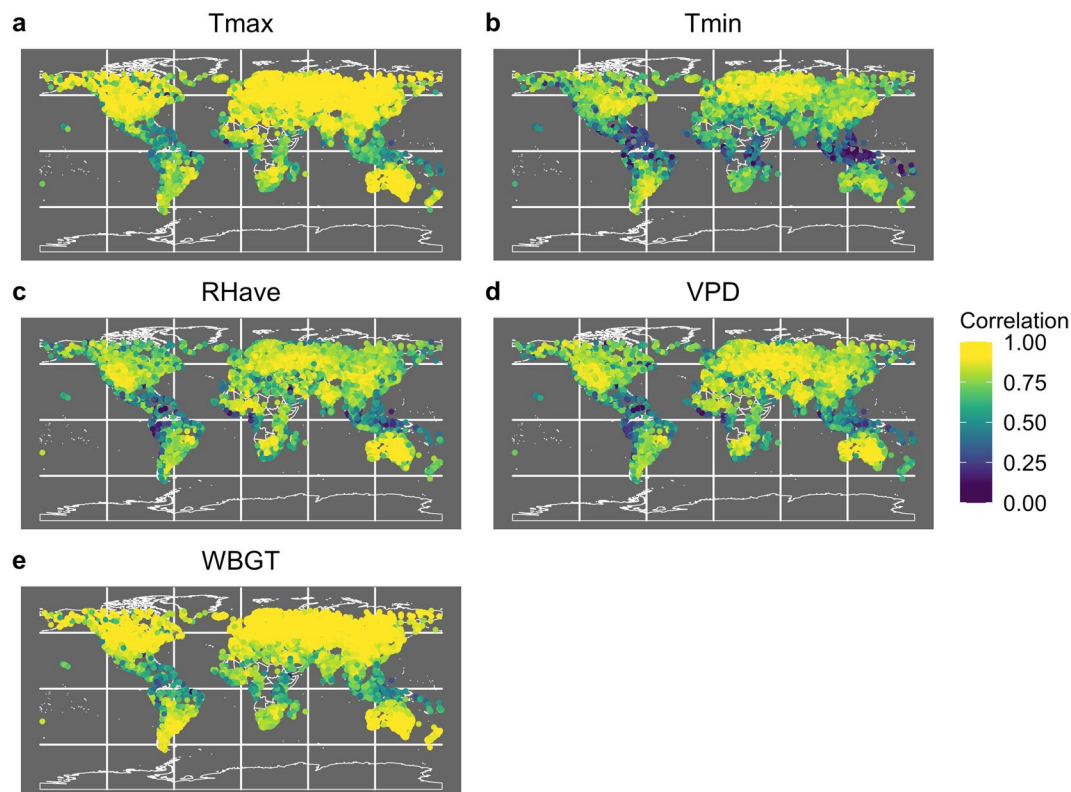 a Tmax
b Tmin
c RHave
d VPD
Correlation
1.00
0.75
0.50
0.25
0.00
e WBGT